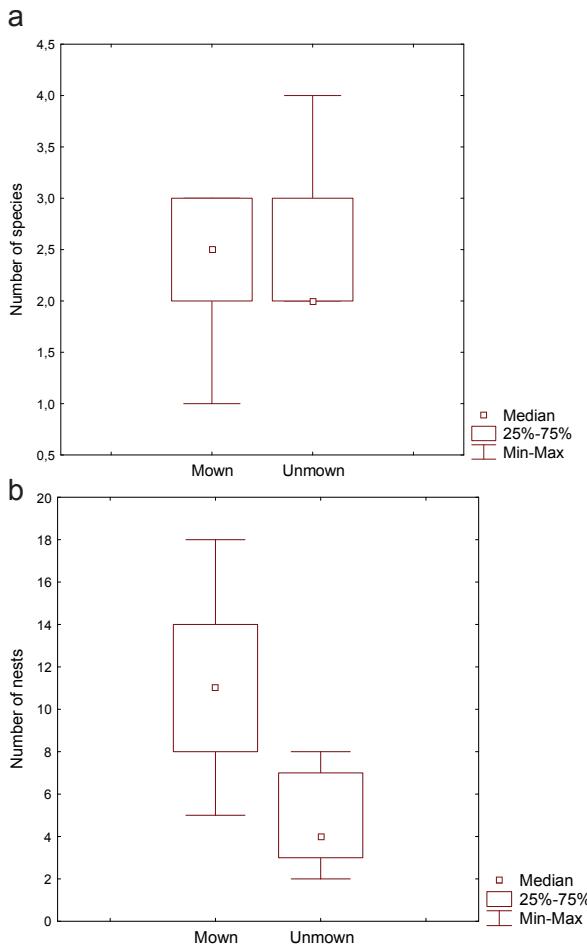 a
4,5
4,0
3,5
3,0
2,5
2,0
1,5
1,0
0,5
Number of species
Mown Unmown
Median
25%-75%
Min-Max
b
20
18
16
14
12
10
8
6
4
2
0
Number of nests
Mown Unmown
Median
25%-75%
Min-Max